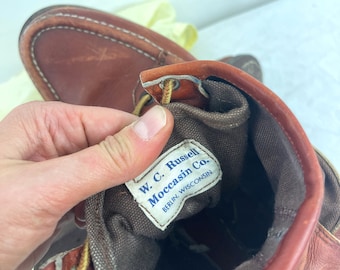 W. C. Russell
Moccasin Co.
BERLIN, WISCONSIN